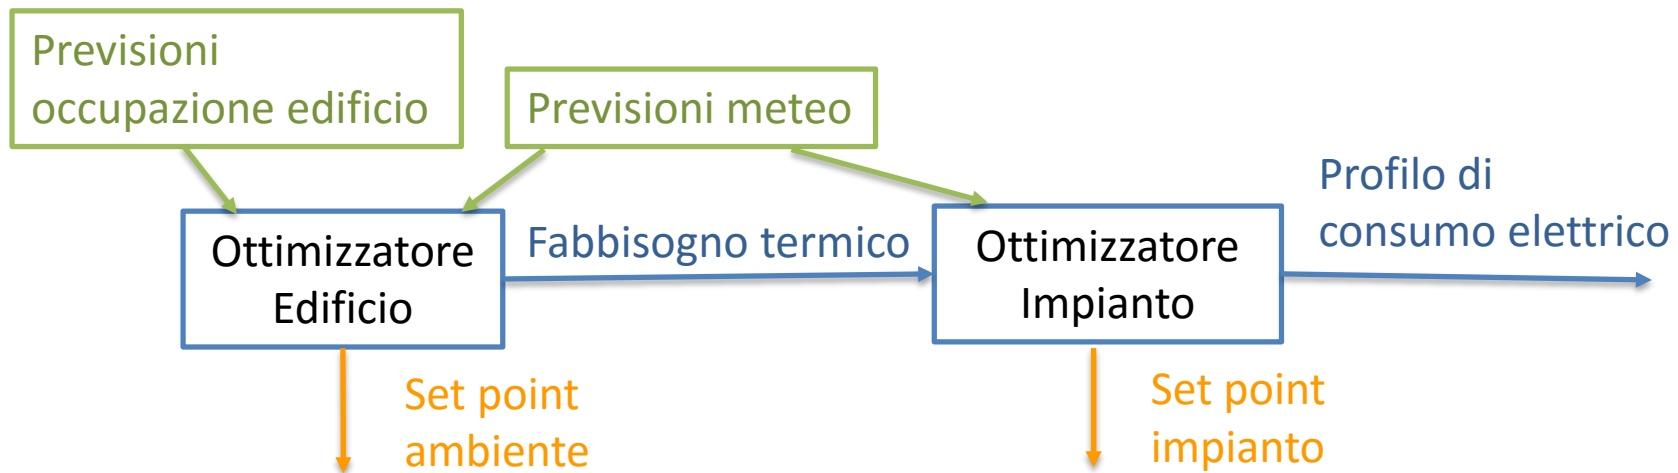 Previsioni
occupazione edificio
Previsioni meteo
Ottimizzatore
Edificio
Fabbisogno termico
Ottimizzatore
Impianto
Profilo di
consumo elettrico
Set point
ambiente
Set point
impianto